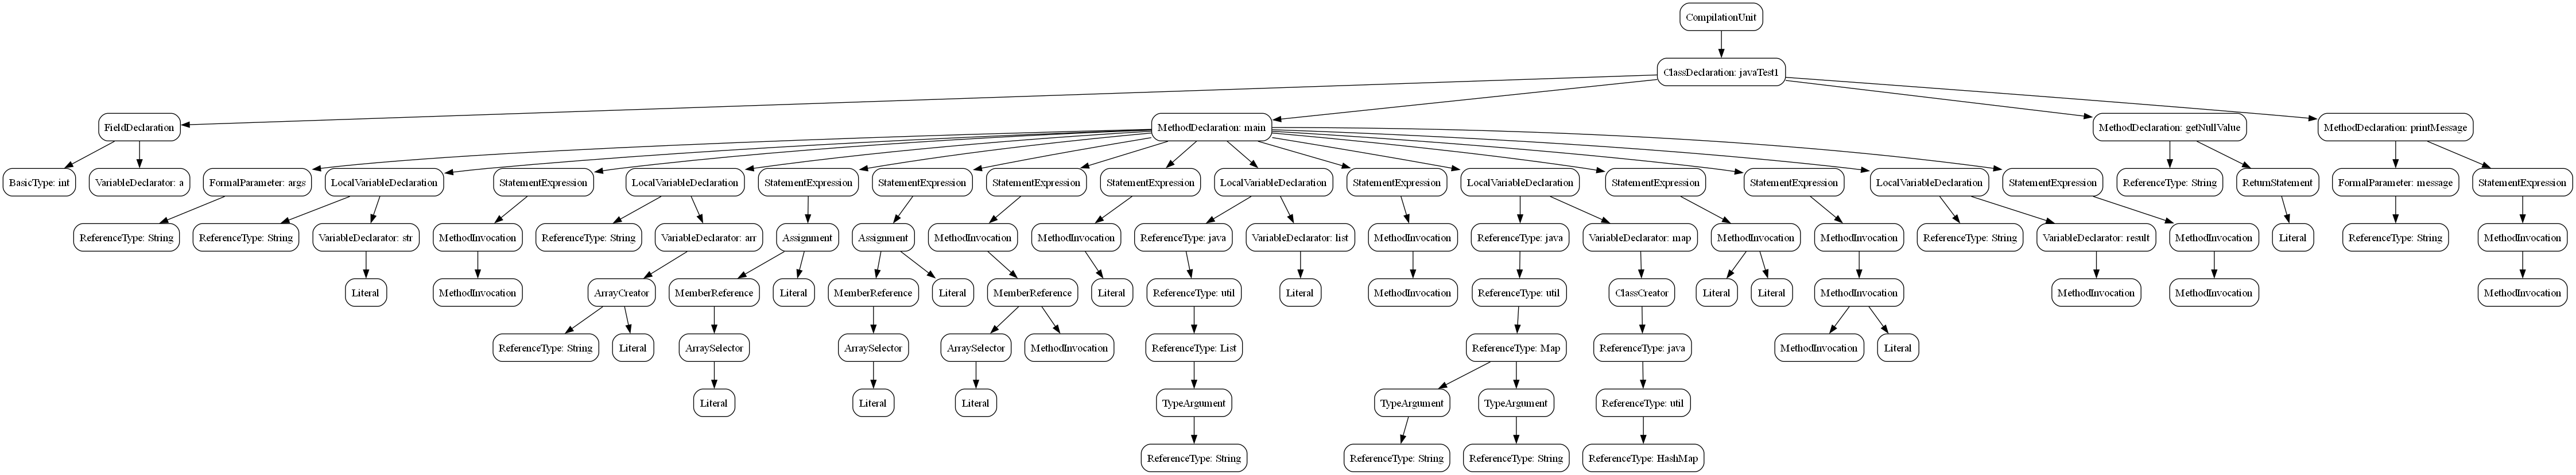 CompilationUnit
ClassDeclaration: javaTest1
FieldDeclaration
MethodDeclaration: main
MethodDeclaration: getNullValue
MethodDeclaration: printMessage
BasicType: int
VariableDeclarator: a
FormalParameter: args
LocalVariableDeclaration
StatementExpression
LocalVariableDeclaration
StatementExpression
StatementExpression
StatementExpression
StatementExpression
LocalVariableDeclaration
StatementExpression
LocalVariableDeclaration
StatementExpression
StatementExpression
LocalVariableDeclaration
StatementExpression
ReferenceType: String
ReturnStatement
FormalParameter: message
StatementExpression
ReferenceType: String
ReferenceType: String
VariableDeclarator: str
MethodInvocation
ReferenceType: String
VariableDeclarator: arr
Assignment
Assignment
MethodInvocation
MethodInvocation
ReferenceType: java
VariableDeclarator: list
MethodInvocation
ReferenceType: java
VariableDeclarator: map
MethodInvocation
MethodInvocation
ReferenceType: String
VariableDeclarator: result
MethodInvocation
Literal
ReferenceType: String
MethodInvocation
Literal
MethodInvocation
ArrayCreator
MemberReference
Literal
MemberReference
Literal
MemberReference
Literal
ReferenceType: util
Literal
MethodInvocation
ReferenceType: util
ClassCreator
Literal
Literal
MethodInvocation
MethodInvocation
MethodInvocation
MethodInvocation
ReferenceType: String
Literal
ArraySelector
ArraySelector
ArraySelector
MethodInvocation
ReferenceType: List
ReferenceType: Map
ReferenceType: java
MethodInvocation
Literal
Literal
Literal
Literal
TypeArgument
TypeArgument
TypeArgument
ReferenceType: util
ReferenceType: String
ReferenceType: String
ReferenceType: String
ReferenceType: HashMap